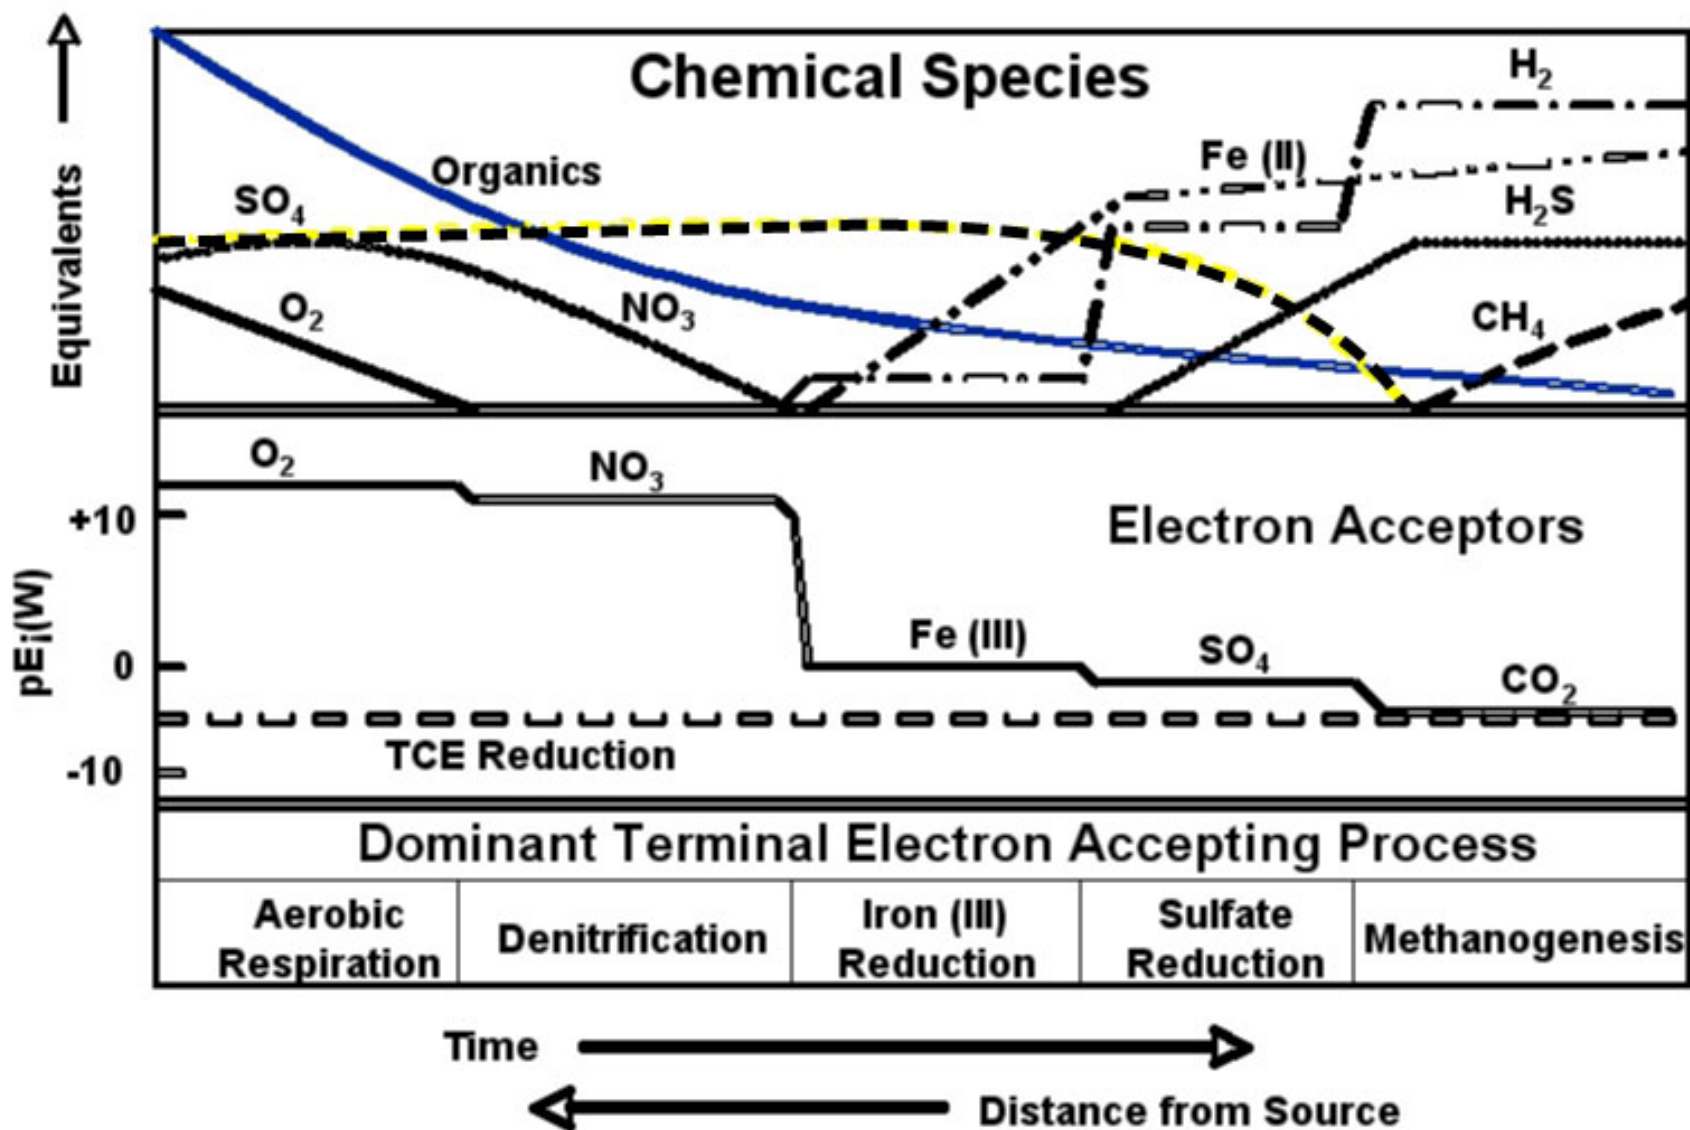 Chemical Species
H₂
Fe (II)
Organics
SO₄
H₂S
O₂
NO₃
CH₄
Equivalents
O₂
NO₃
+10
Electron Acceptors
Fe (III)
SO₄
0
CO₂
pEᵢ(W)
TCE Reduction
-10
Dominant Terminal Electron Accepting Process
Aerobic
Respiration
Denitrification
Iron (III)
Reduction
Sulfate
Reduction
Methanogenesis
Time
Distance from Source